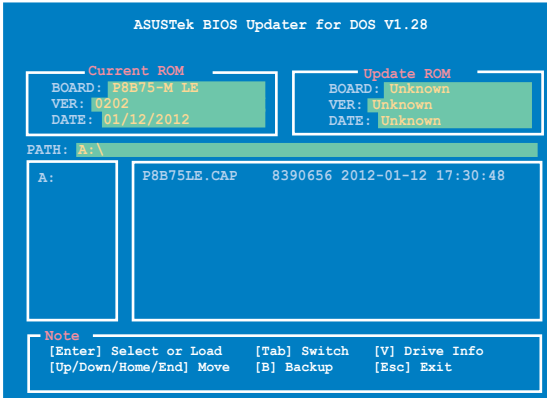 ASUSTek BIOS Updater for DOS V1.28
Current ROM
BOARD: P8B75-M LE
VER: 0202
DATE: 01/12/2012
Update ROM
BOARD: Unknown
VER: Unknown
DATE: Unknown
PATH: A:\
A:
P8B75LE.CAP 8390656 2012-01-12 17:30:48
Note
[Enter] Select or Load [Tab] Switch [V] Drive Info
[Up/Down/Home/End] Move [B] Backup [Esc] Exit